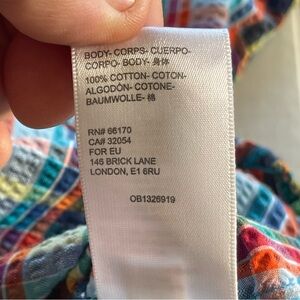 BODY- CORPS- CUERPO-
CORPO- BODY- 身体
100% COTTON- COTON-
ALGODÓN- COTONE-
BAUMWOLLE- 棉
RN# 66170
CA# 32054
FOR EU
146 BRICK LANE
LONDON, E1 6RU
OB1326919